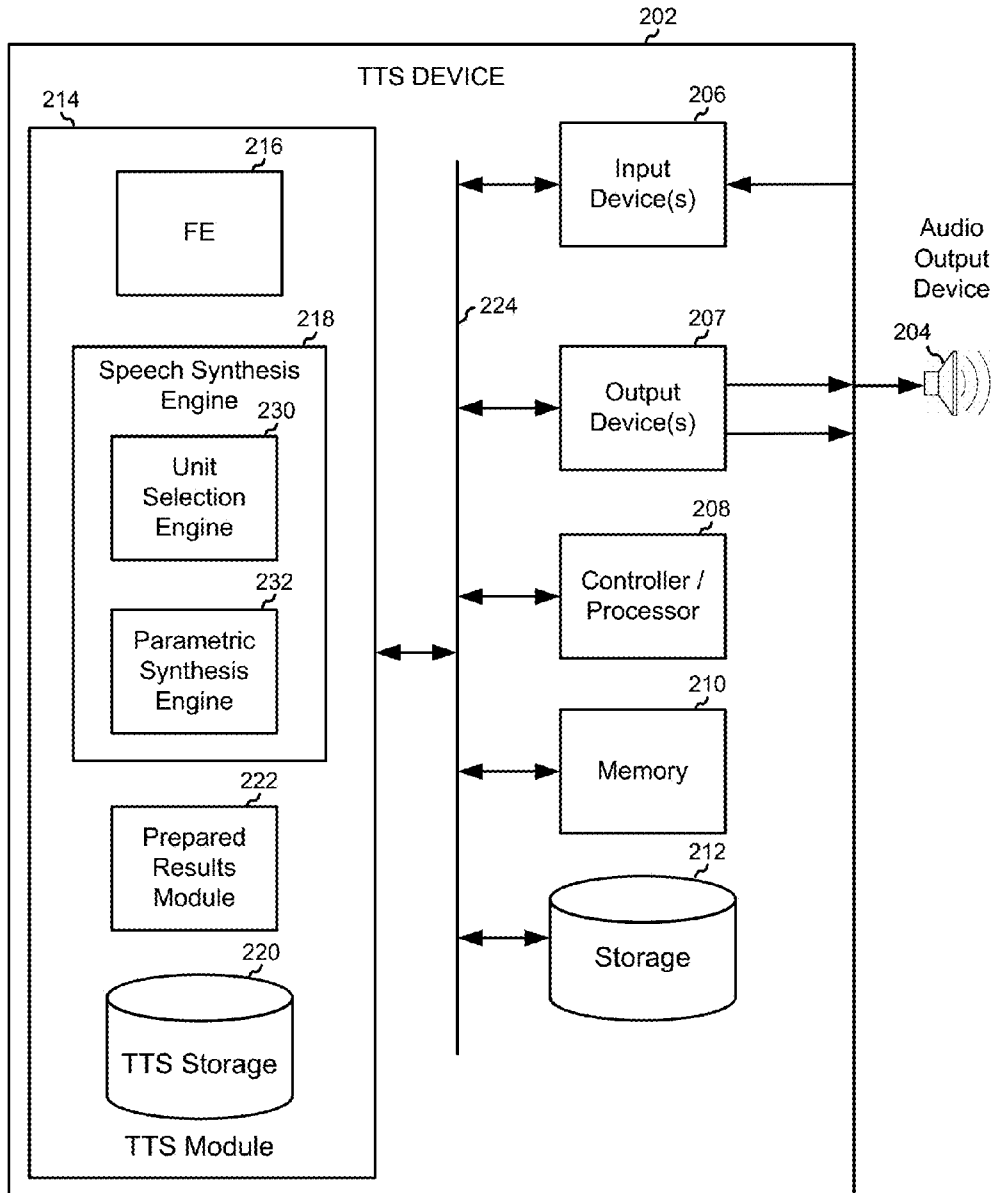 202
TTS DEVICE
214
216
FE
218
Speech Synthesis
Engine
230
Unit
Selection
Engine
232
Parametric
Synthesis
Engine
222
Prepared
Results
Module
220
TTS Storage
TTS Module
224
206
Input
Device(s)
207
Output
Device(s)
208
Controller /
Processor
210
Memory
212
Storage
Audio
Output
Device
204